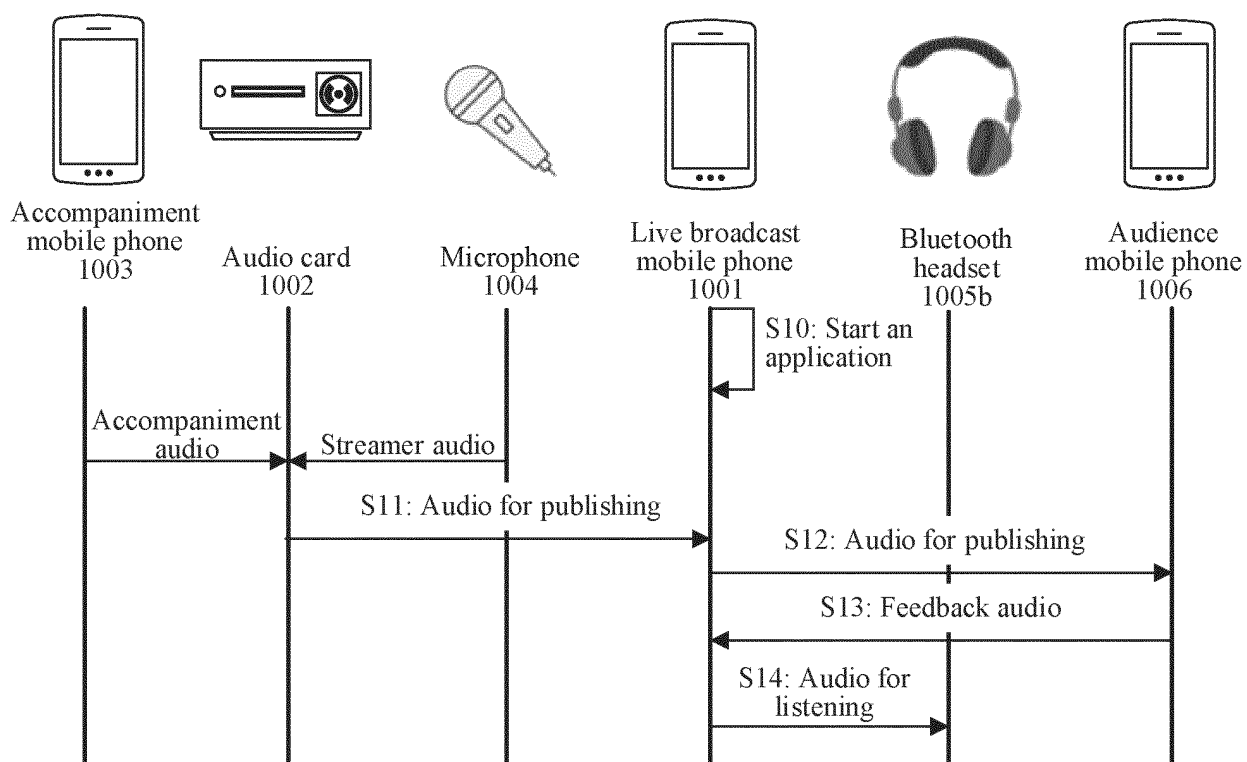 Accompaniment
mobile phone
1003
Audio card
1002
Microphone
1004
Live broadcast
mobile phone
1001
Bluetooth
headset
1005b
Audience
mobile phone
1006
S10: Start an
application
Accompaniment
audio
Streamer audio
S11: Audio for publishing
S12: Audio for publishing
S13: Feedback audio
S14: Audio for
listening